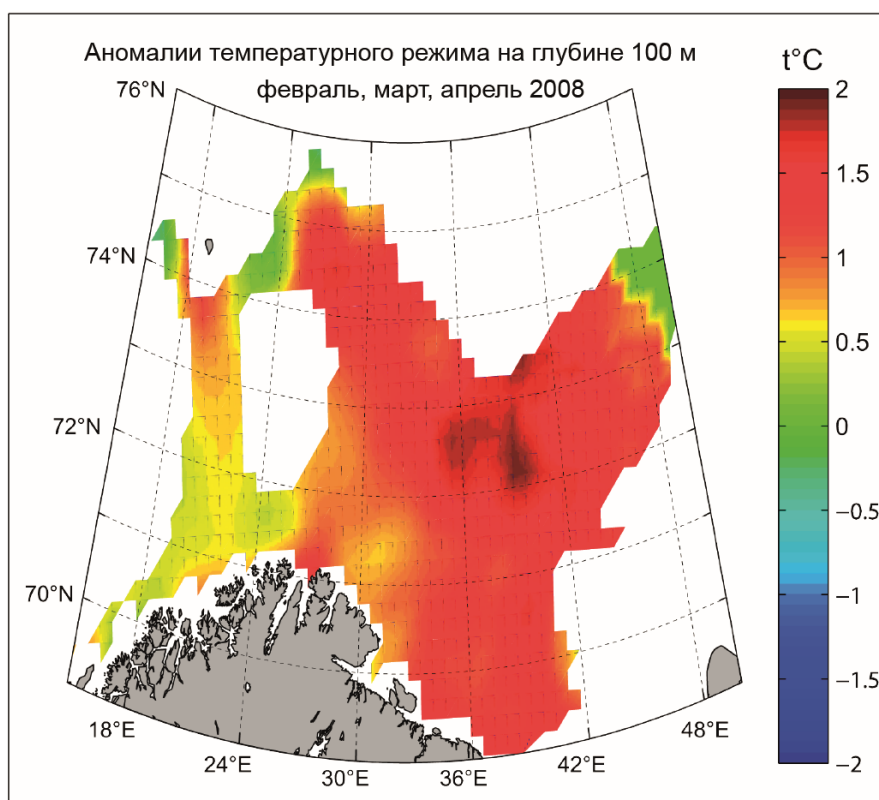 Аномалии температурного режима на глубине 100 м
февраль, март, апрель 2008
t°C
76°N
74°N
72°N
70°N
18°E
24°E
30°E
36°E
42°E
48°E
2
1.5
1
0.5
0
−0.5
−1
−1.5
−2